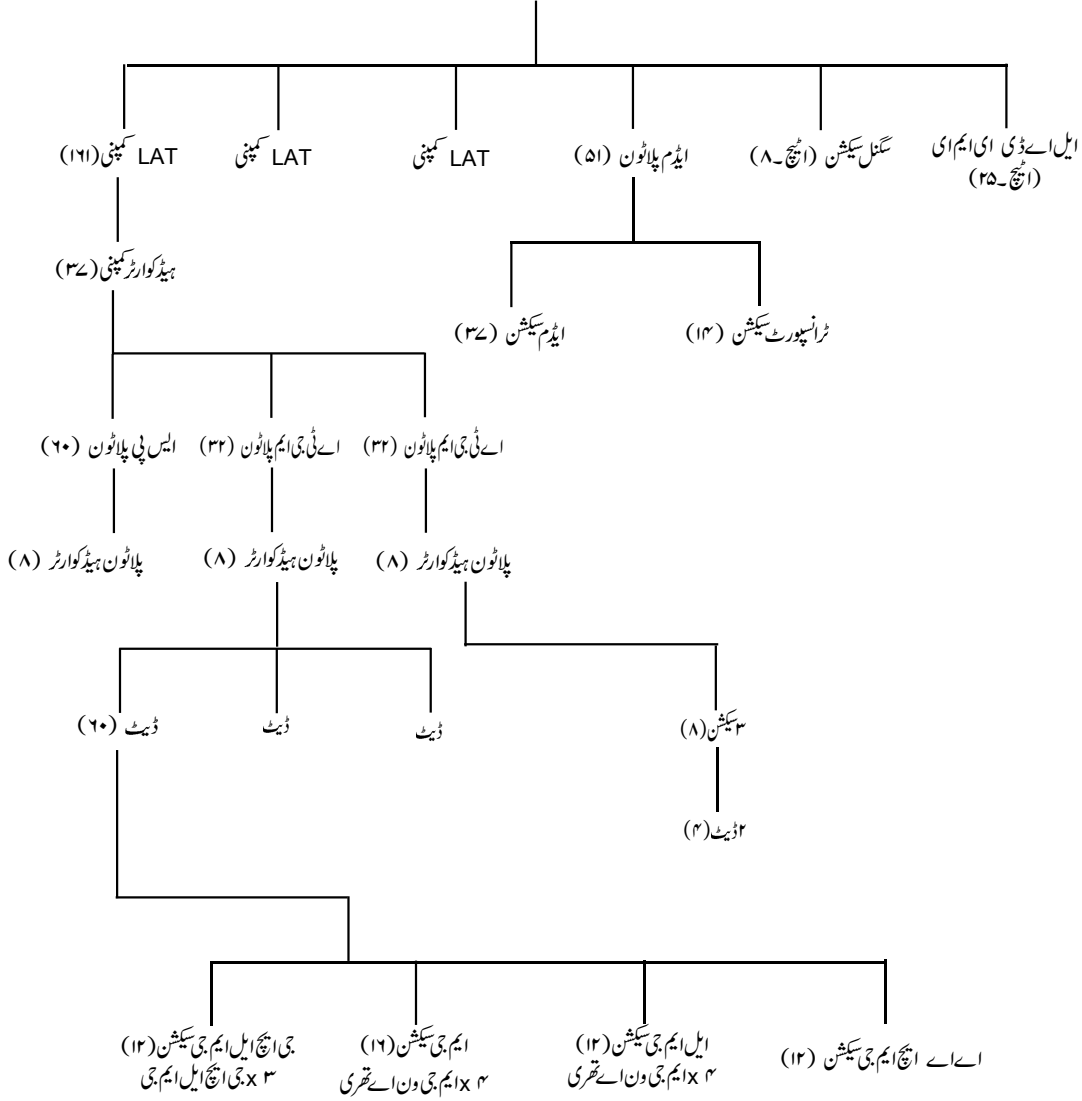 ایل اے ڈی ای ایم ای
(اٹیچ۔۲۵)
سگنل سیکشن (اٹیچ۔۸)
ایڈم پلاٹون (۵۱)
LAT کمپنی
LAT کمپنی
LAT کمپنی (۱۶۱)
ہیڈکوارٹر کمپنی (۳۷)
ٹرانسپورٹ سیکشن (۱۴)
ایڈم سیکشن (۳۷)
اے ٹی جی ایم پلاٹون (۳۲)
اے ٹی جی ایم پلاٹون (۳۲)
ایس پی پلاٹون (۶۰)
پلاٹون ہیڈکوارٹر (۸)
پلاٹون ہیڈکوارٹر (۸)
پلاٹون ہیڈکوارٹر (۸)
۳ سیکشن (۸)
ڈیٹ
ڈیٹ
ڈیٹ (۶۰)
۲ ڈیٹ (۴)
اے اے ایچ ایم جی سیکشن (۱۲)
ایل ایم جی سیکشن (۱۲)
۴ x ایم جی ون اے تھری
ایم جی سیکشن (۱۶)
۴ x ایم جی ون اے تھری
جی ایچ ایل ایم جی سیکشن (۱۲)
۳ x جی ایچ ایل ایم جی